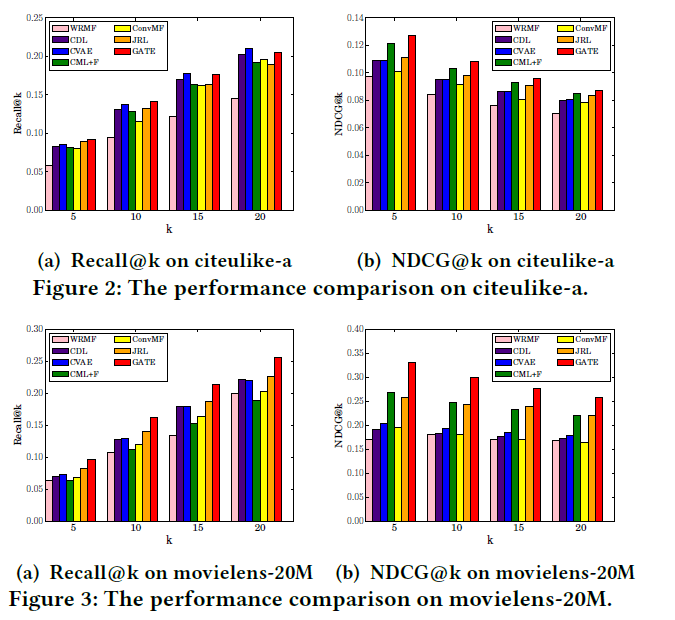 0.25
0.20
0.15
0.10
0.05
0.00
Recall@k
WRMF
CDL
CVAE
CML+F
ConvMF
JRL
GATE
5 10 15 20
k
0.14
0.12
0.10
0.08
0.06
0.04
0.02
0.00
NDCG@k
WRMF
CDL
CVAE
CML+F
ConvMF
JRL
GATE
5 10 15 20
k
(a) Recall@k on citeulike-a
(b) NDCG@k on citeulike-a
Figure 2: The performance comparison on citeulike-a.
0.30
0.25
0.20
0.15
0.10
0.05
0.00
Recall@k
WRMF
CDL
CVAE
CML+F
ConvMF
JRL
GATE
5 10 15 20
k
0.40
0.35
0.30
0.25
0.20
0.15
0.10
0.05
0.00
NDCG@k
WRMF
CDL
CVAE
CML+F
ConvMF
JRL
GATE
5 10 15 20
k
(a) Recall@k on movielens-20M
(b) NDCG@k on movielens-20M
Figure 3: The performance comparison on movielens-20M.